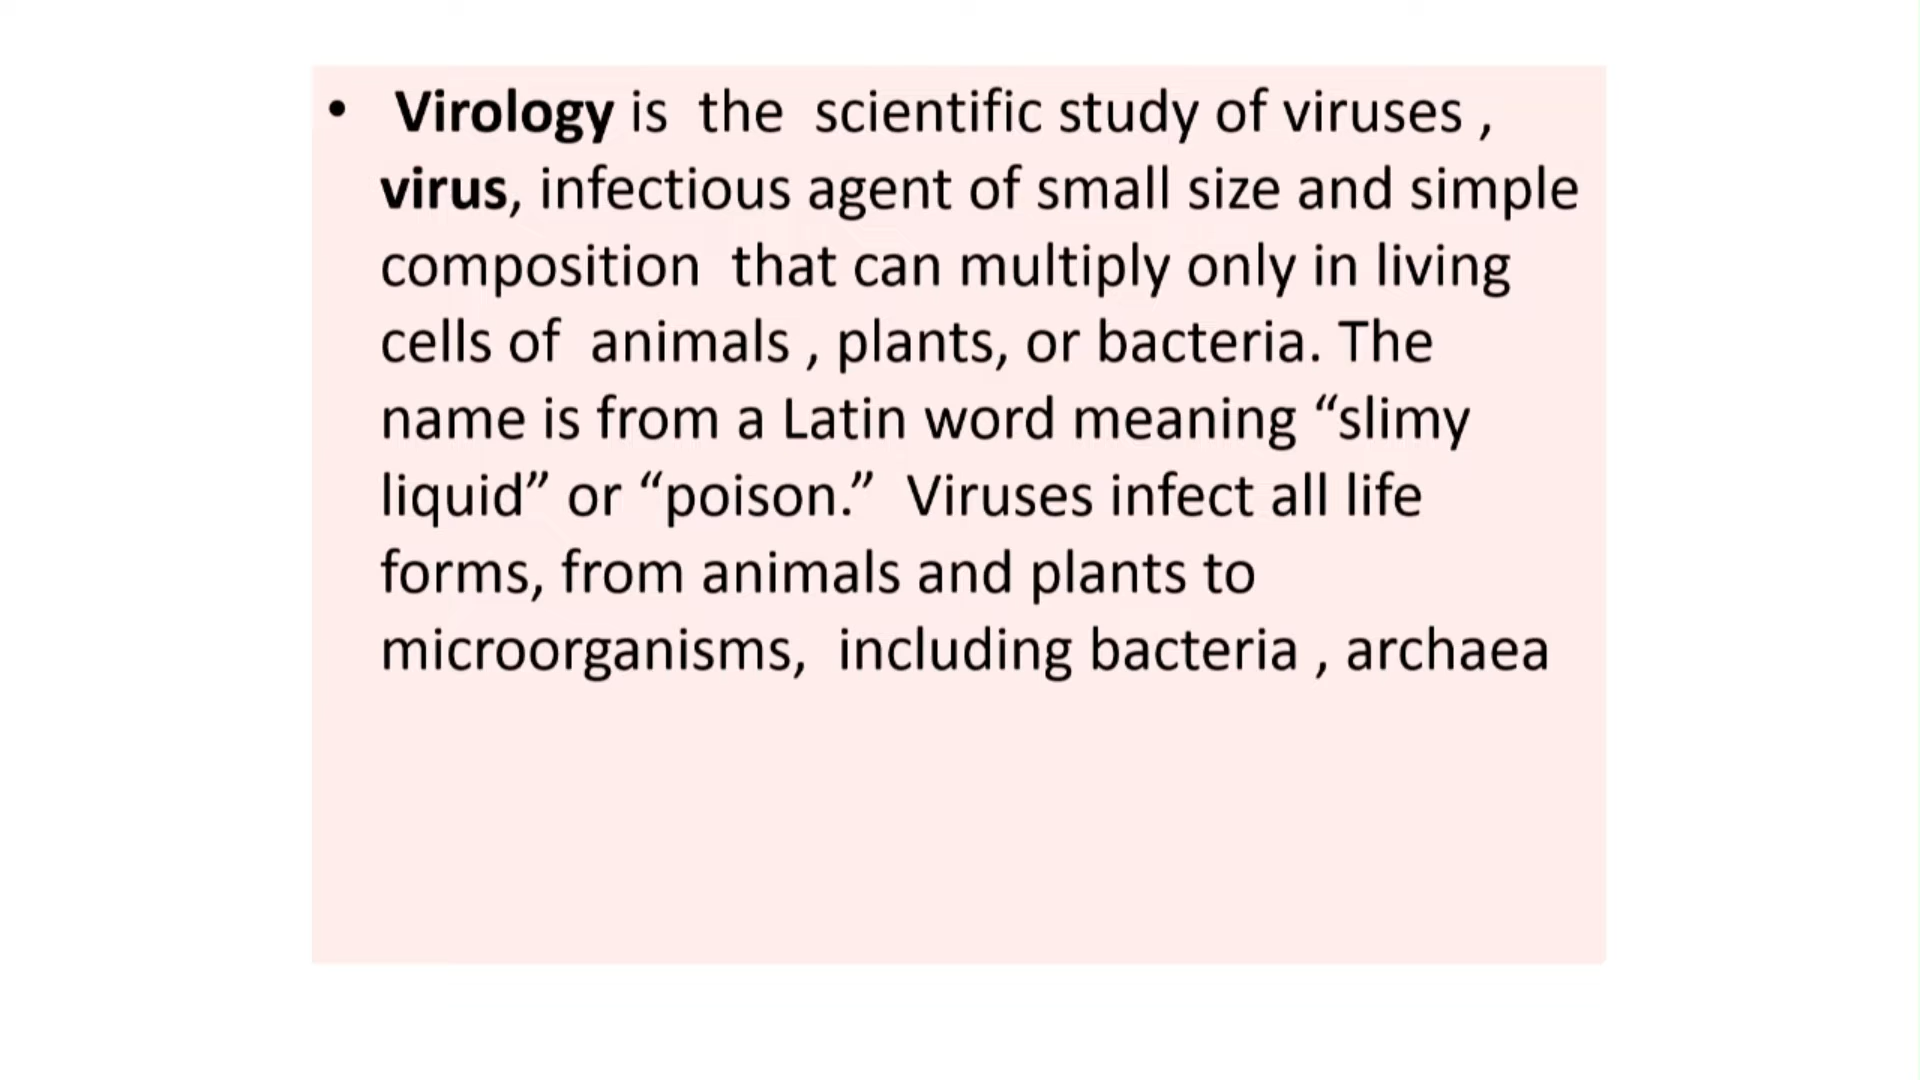 • Virology is the scientific study of viruses ,
virus, infectious agent of small size and simple
composition that can multiply only in living
cells of animals , plants, or bacteria. The
name is from a Latin word meaning “slimy
liquid” or “poison.” Viruses infect all life
forms, from animals and plants to
microorganisms, including bacteria , archaea